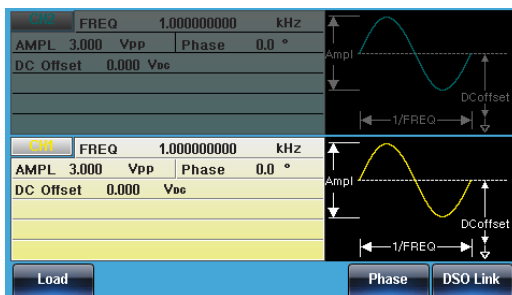 CH2 FREQ 1.000000000 kHz
AMPL 3.000 Vpp Phase 0.0 °
DC Offset 0.000 VDC
Ampl
DCoffset
1/FREQ
CH1 FREQ 1.000000000 kHz
AMPL 3.000 Vpp Phase 0.0 °
DC Offset 0.000 VDC
Ampl
DCoffset
1/FREQ
Load Phase DSO Link